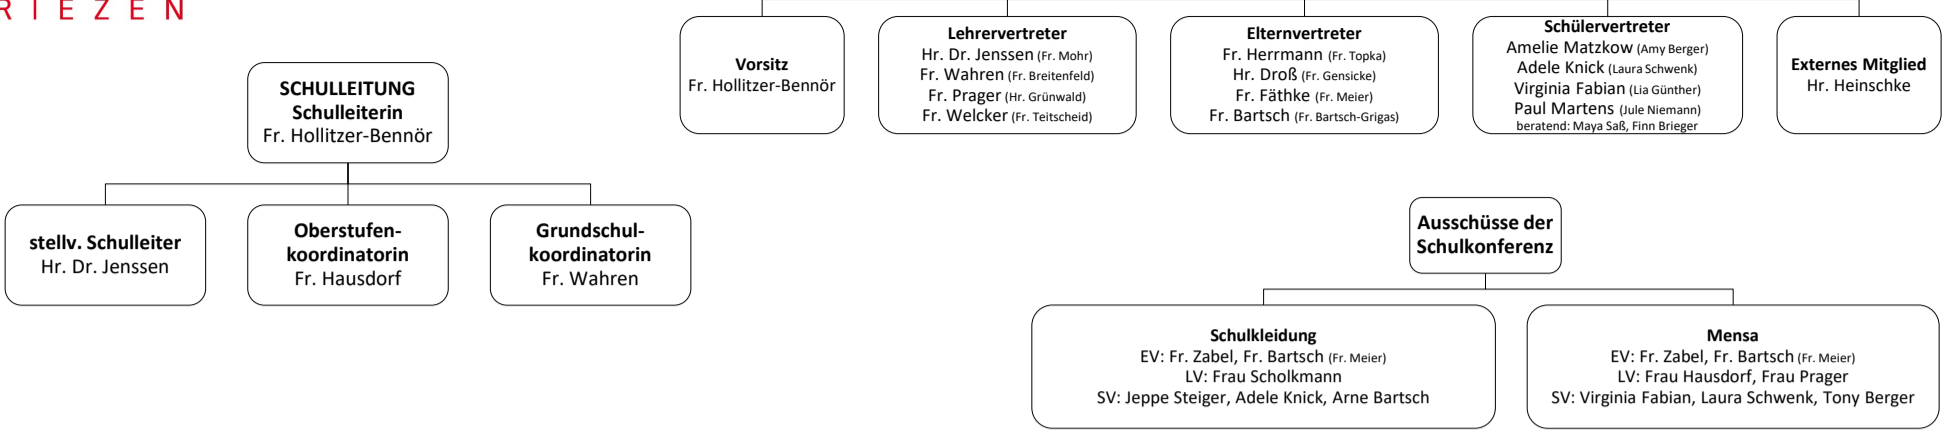 RIEZEN
SCHULLEITUNG
Schulleiterin
Fr. Hollitzer-Bennör
stellv. Schulleiter
Hr. Dr. Jenssen
Oberstufen-
koordinatorin
Fr. Hausdorf
Grundschul-
koordinatorin
Fr. Wahren
Vorsitz
Fr. Hollitzer-Bennör
Lehrervertreter
Hr. Dr. Jenssen (Fr. Mohr)
Fr. Wahren (Fr. Breitenfeld)
Fr. Prager (Hr. Grünwald)
Fr. Welcker (Fr. Teitscheid)
Elternvertreter
Fr. Herrmann (Fr. Topka)
Hr. Droß (Fr. Gensicke)
Fr. Fäthke (Fr. Meier)
Fr. Bartsch (Fr. Bartsch-Grigas)
Schülervertreter
Amelie Matzkow (Amy Berger)
Adele Knick (Laura Schwenk)
Virginia Fabian (Lia Günther)
Paul Martens (Jule Niemann)
beratend: Maya Saß, Finn Brieger
Externes Mitglied
Hr. Heinschke
Ausschüsse der
Schulkonferenz
Schulkleidung
EV: Fr. Zabel, Fr. Bartsch (Fr. Meier)
LV: Frau Scholkmann
SV: Jeppe Steiger, Adele Knick, Arne Bartsch
Mensa
EV: Fr. Zabel, Fr. Bartsch (Fr. Meier)
LV: Frau Hausdorf, Frau Prager
SV: Virginia Fabian, Laura Schwenk, Tony Berger